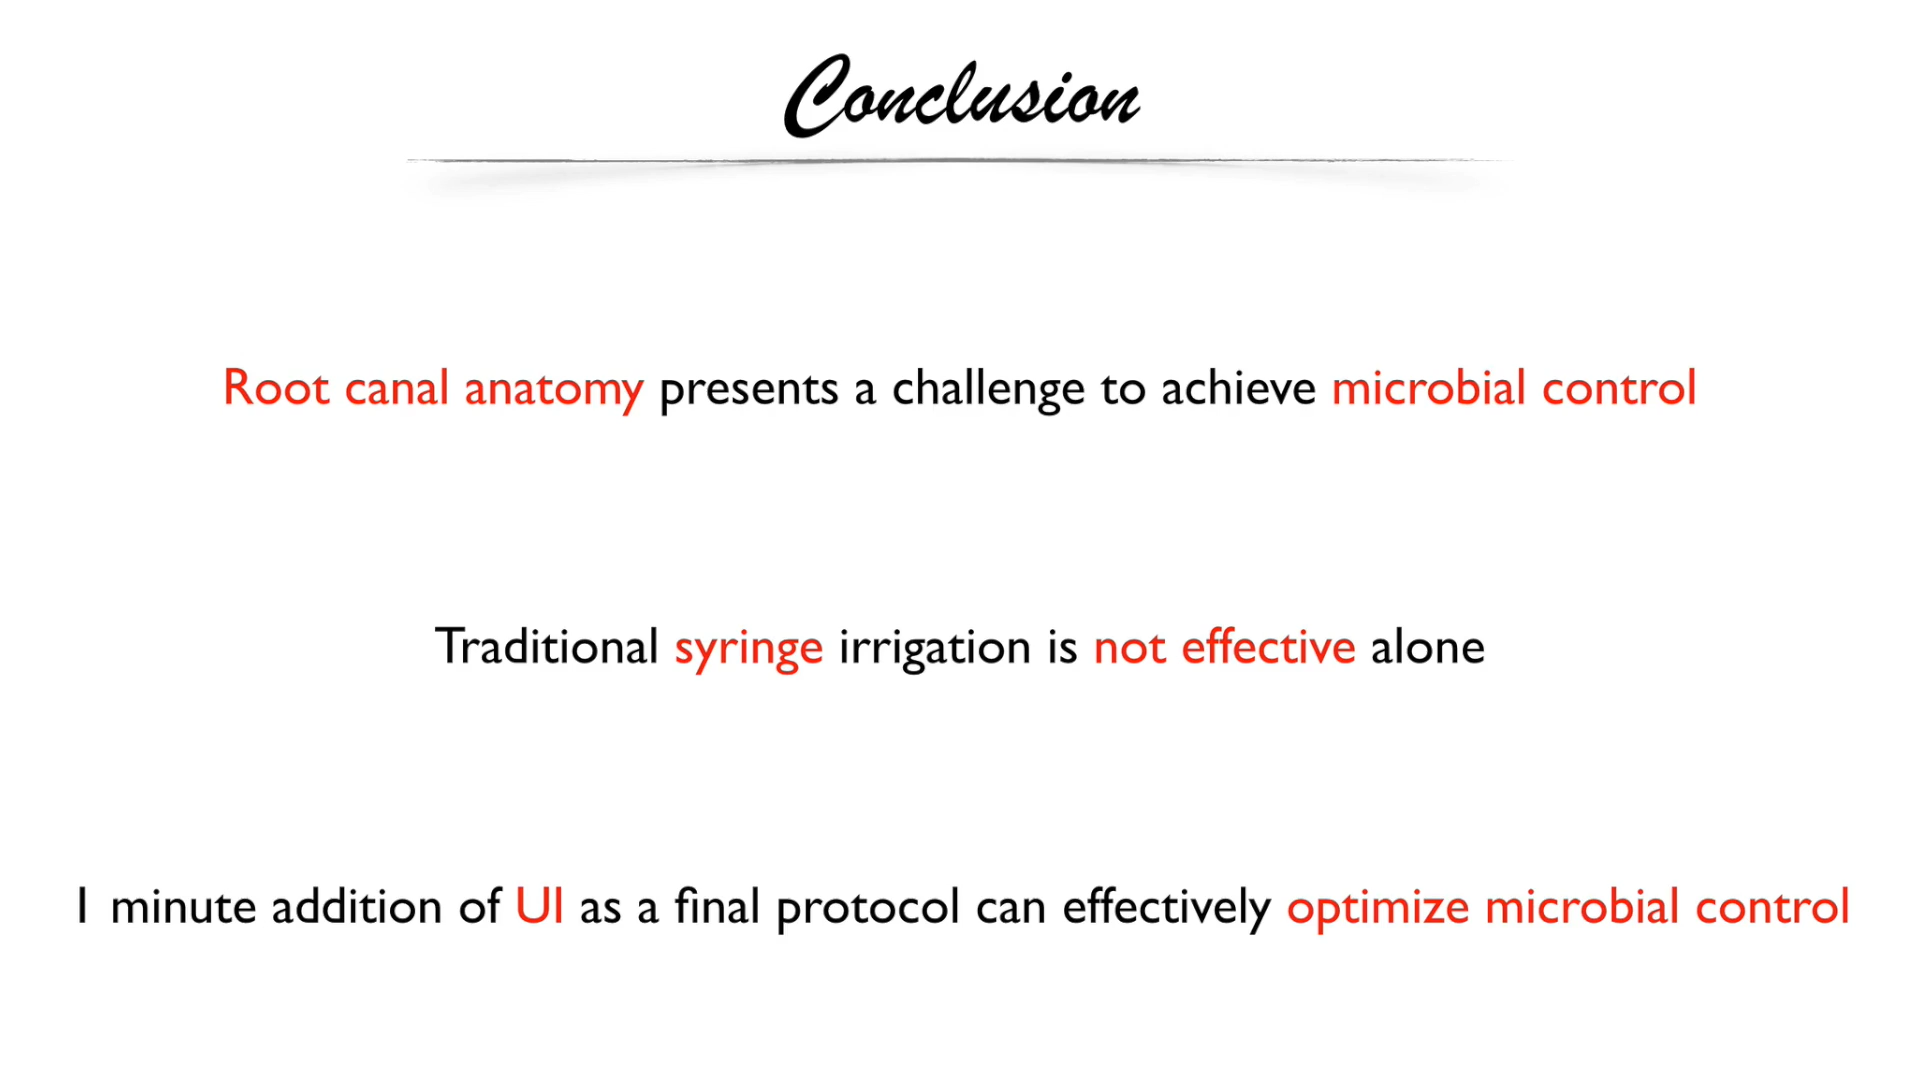 Conclusion
Root canal anatomy presents a challenge to achieve microbial control
Traditional syringe irrigation is not effective alone
1 minute addition of UI as a final protocol can effectively optimize microbial control